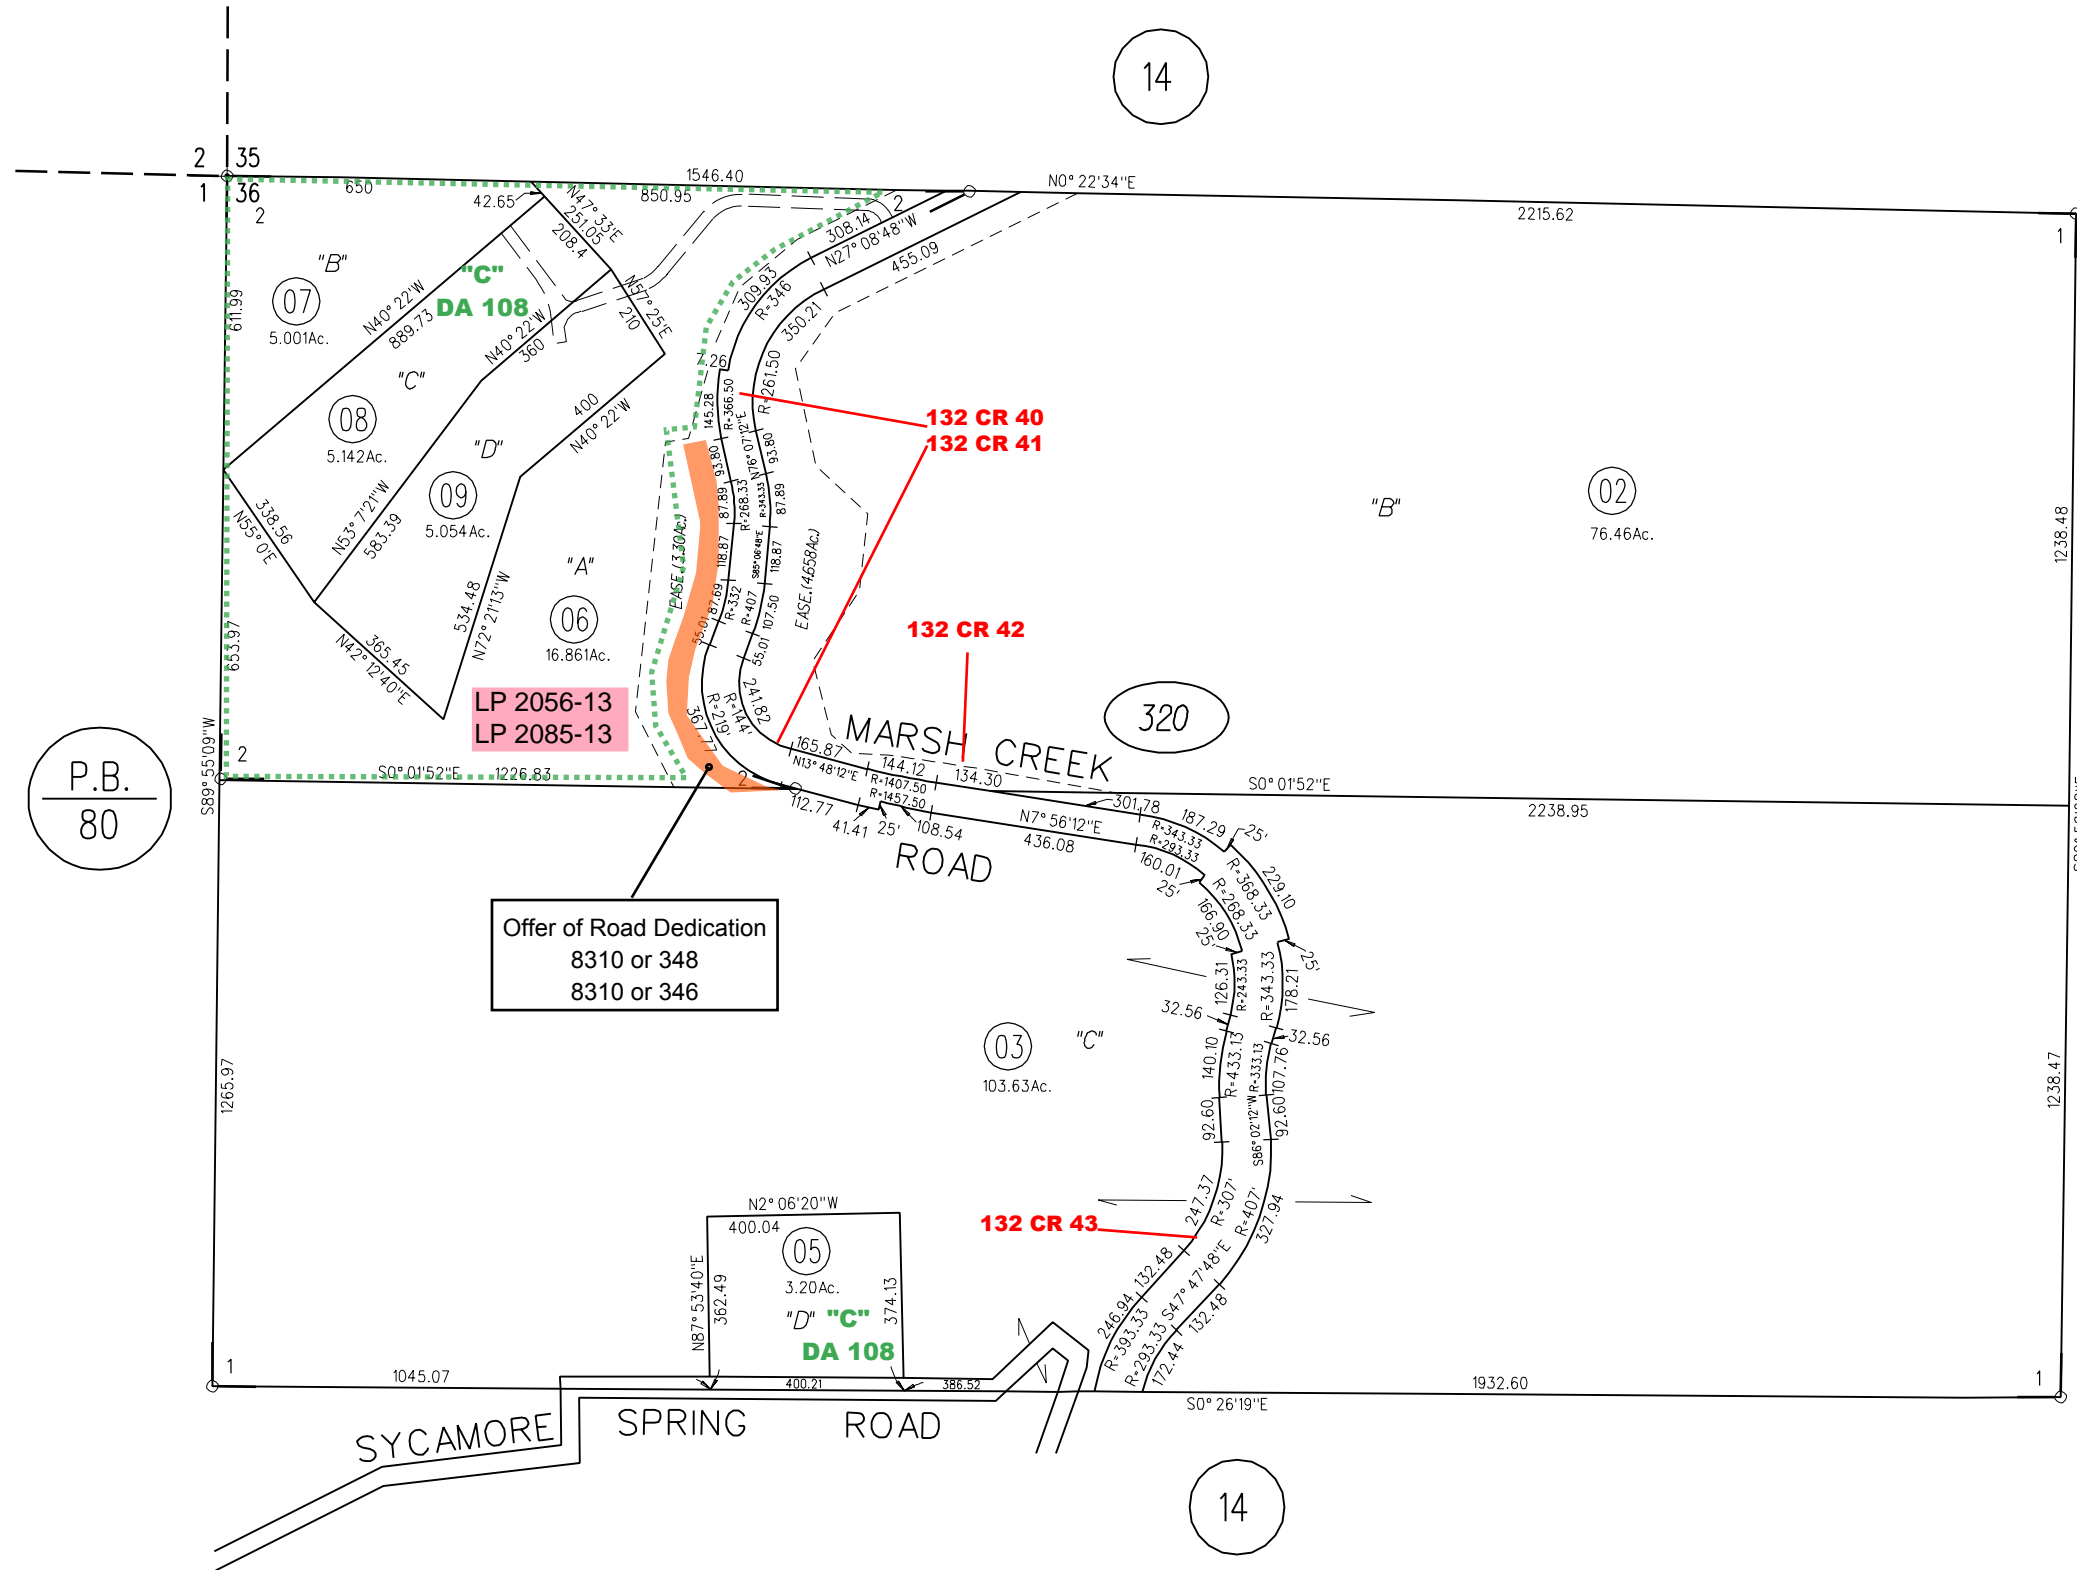 14
2 35
1 36
2
650
1546.40
N0° 22'34"E
42.65
850.95
2
2215.62
1
N47° 33'E
251.05
208.4
308.14
N27° 08'48"W
455.09
"B"
07
5.001Ac.
611.99
"C"
DA 108
N40° 22'W
889.73
N40° 22'W
360
N57° 25'E
210
309.93
R=346
350.21
7.26
R=261.50
145.28
R=366.50
N76° 07'12"E
"C"
08
5.142Ac.
400
N40° 22'W
132 CR 40
132 CR 41
"D"
09
5.054Ac.
93.80
93.80
87.89
R=268.33
R=343.33
87.89
338.56
N55° 0'E
N53° 7'21"W
583.39
"B"
02
76.46Ac.
1238.48
EASE.(3.30Ac.)
118.87
S85° 06'48"E
118.87
EASE.(4.658Ac.)
"A"
06
16.861Ac.
87.69
R=332
R=407
107.50
55.01
55.01
534.48
N72° 21'13"W
365.45
N42° 12'40"E
653.97
132 CR 42
LP 2056-13
LP 2085-13
241.82
R=144'
R=219'
367.77
320
MARSH CREEK
S89° 55'09"W
2
S0° 01'52"E
1226.83
2
P.B.
80
165.87
N13° 48'12"E
144.12
R=1407.50
R=1457.50
134.30
S0° 01'52"E
2238.95
301.78
112.77
41.41
25'
108.54
N7° 56'12"E
436.08
187.29
R=343.33
R=293.33
25'
160.01
25'
ROAD
229.10
R=368.33
R=268.33
166.90
25'
25'
Offer of Road Dedication
8310 or 348
8310 or 346
126.31
R=243.33
R=343.33
178.21
32.56
32.56
03
"C"
103.63Ac.
140.10
R=433.13
R=333.13
107.76
92.60
S86° 02'12"W
92.60
1265.97
1238.47
N2° 06'20"W
400.04
05
3.20Ac.
N87° 53'40"E
362.49
374.13
"D"
"C"
DA 108
132 CR 43
247.37
R=307'
R=407'
327.94
132.48
S47° 47'48"E
132.48
246.94
R=393.33
R=293.33
172.44
1
1045.07
400.21
386.52
1932.60
1
S0° 26'19"E
SYCAMORE SPRING ROAD
14